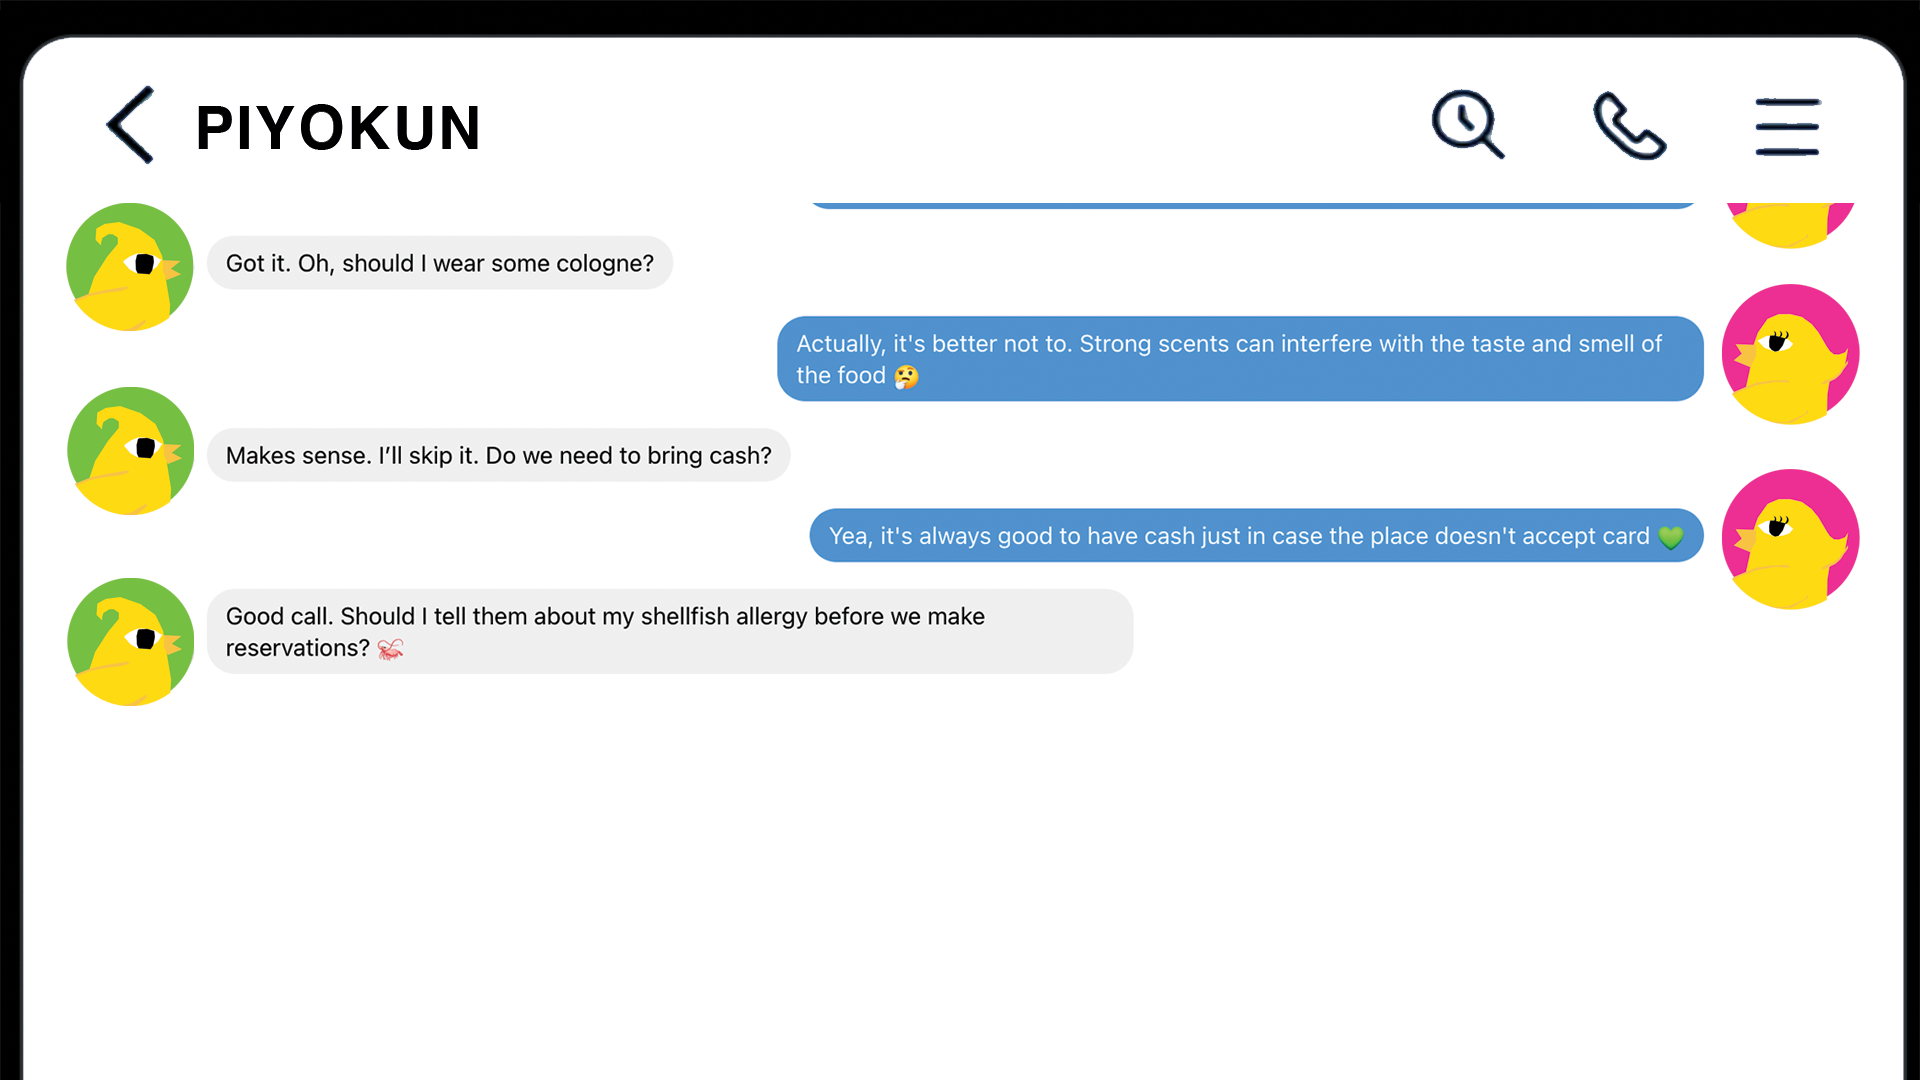 PIYOKUN
Got it. Oh, should I wear some cologne?
Actually, it's better not to. Strong scents can interfere with the taste and smell of
the food 🤔
Makes sense. I’ll skip it. Do we need to bring cash?
Yea, it's always good to have cash just in case the place doesn't accept card 💚
Good call. Should I tell them about my shellfish allergy before we make
reservations? 🦐